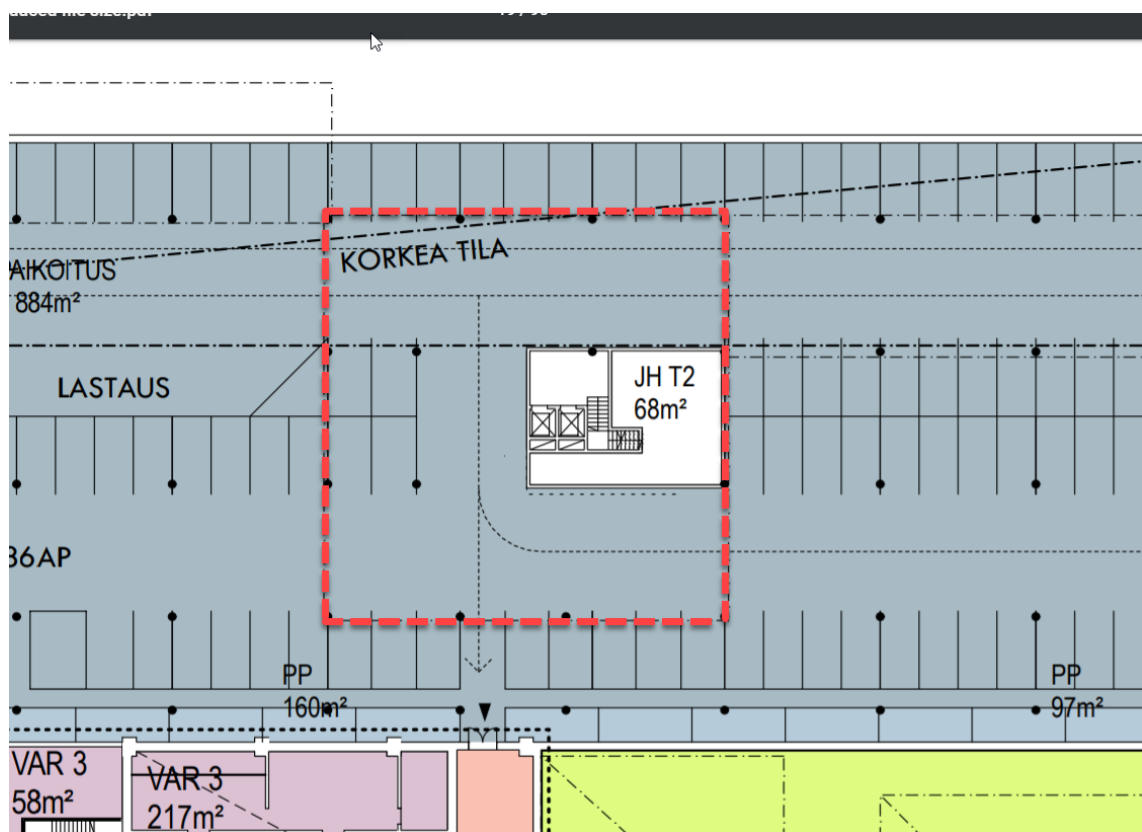 KORKEA TILA
AIKOITUS
884m²
LASTAUS
JH T2
68m²
36AP
PP
160m²
PP
97m²
VAR 3
58m²
VAR 3
217m²